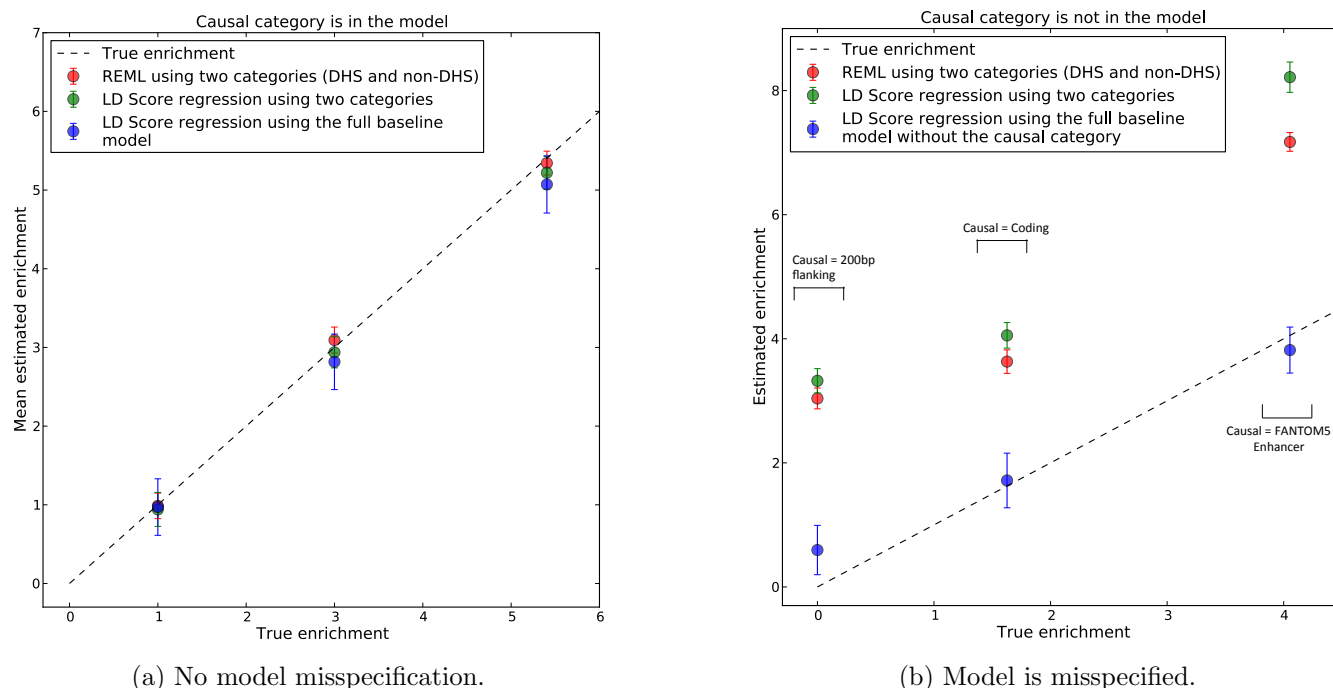 Causal category is in the model
7
6
5
4
3
2
1
0
Mean estimated enrichment
True enrichment
REML using two categories (DHS and non-DHS)
LD Score regression using two categories
LD Score regression using the full baseline
model
0
1
2
3
4
5
6
True enrichment
(a) No model misspecification.
Causal category is not in the model
8
6
4
2
0
Estimated enrichment
True enrichment
REML using two categories (DHS and non-DHS)
LD Score regression using two categories
LD Score regression using the full baseline
model without the causal category
Causal = 200bp
flanking
Causal = Coding
Causal = FANTOM5
Enhancer
0
1
2
3
4
True enrichment
(b) Model is misspecified.